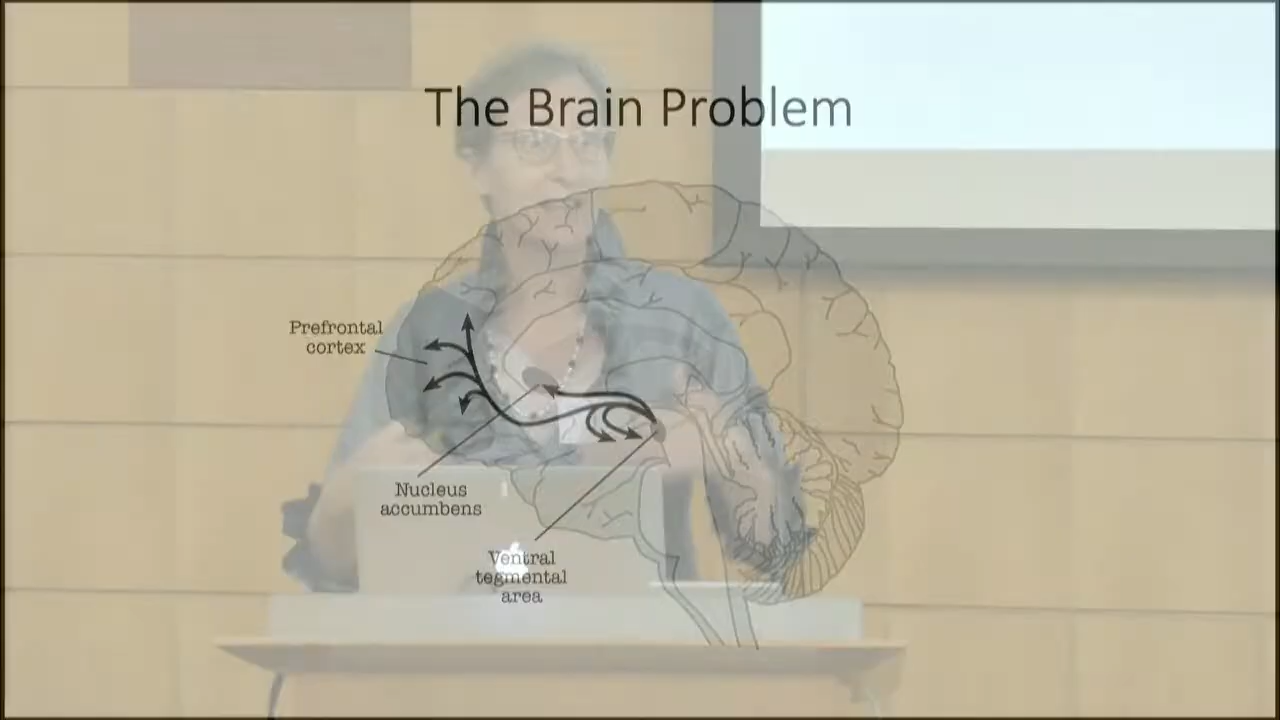 The Brain Problem
Prefrontal
cortex
Nucleus
accumbens
Ventral
tegmental
area